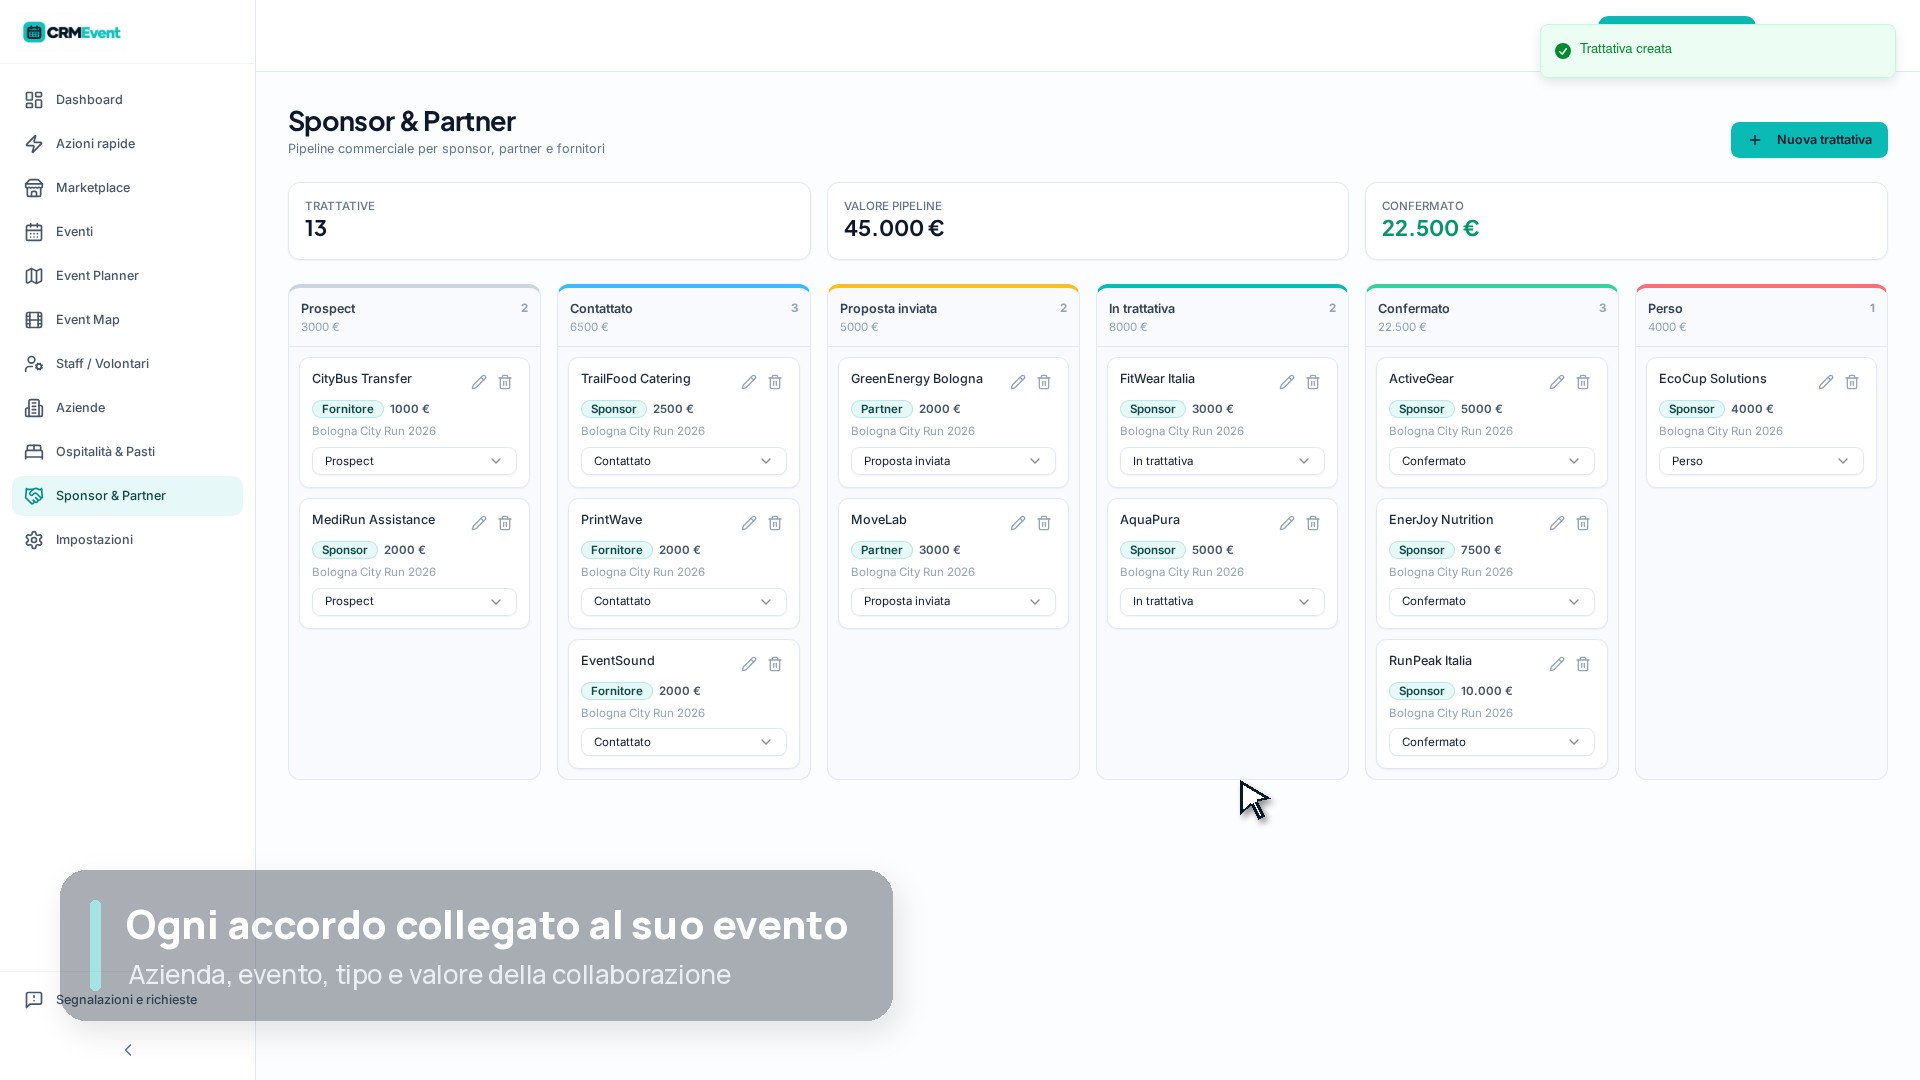 CRMEvent
Dashboard
Azioni rapide
Marketplace
Eventi
Event Planner
Event Map
Staff / Volontari
Aziende
Ospitalità & Pasti
Sponsor & Partner
Impostazioni
Segnalazioni e richieste
Trattativa creata
Sponsor & Partner
Pipeline commerciale per sponsor, partner e fornitori
Nuova trattativa
TRATTATIVE
13
VALORE PIPELINE
45.000 €
CONFERMATO
22.500 €
Prospect 2
3000 €
CityBus Transfer
Fornitore 1000 €
Bologna City Run 2026
Prospect
MediRun Assistance
Sponsor 2000 €
Bologna City Run 2026
Prospect
Contattato 3
6500 €
TrailFood Catering
Sponsor 2500 €
Bologna City Run 2026
Contattato
PrintWave
Fornitore 2000 €
Bologna City Run 2026
Contattato
EventSound
Fornitore 2000 €
Bologna City Run 2026
Contattato
Proposta inviata 2
5000 €
GreenEnergy Bologna
Partner 2000 €
Bologna City Run 2026
Proposta inviata
MoveLab
Partner 3000 €
Bologna City Run 2026
Proposta inviata
In trattativa 2
8000 €
FitWear Italia
Sponsor 3000 €
Bologna City Run 2026
In trattativa
AquaPura
Sponsor 5000 €
Bologna City Run 2026
In trattativa
Confermato 3
22.500 €
ActiveGear
Sponsor 5000 €
Bologna City Run 2026
Confermato
EnerJoy Nutrition
Sponsor 7500 €
Bologna City Run 2026
Confermato
RunPeak Italia
Sponsor 10.000 €
Bologna City Run 2026
Confermato
Perso 1
4000 €
EcoCup Solutions
Sponsor 4000 €
Bologna City Run 2026
Perso
Ogni accordo collegato al suo evento
Azienda, evento, tipo e valore della collaborazione